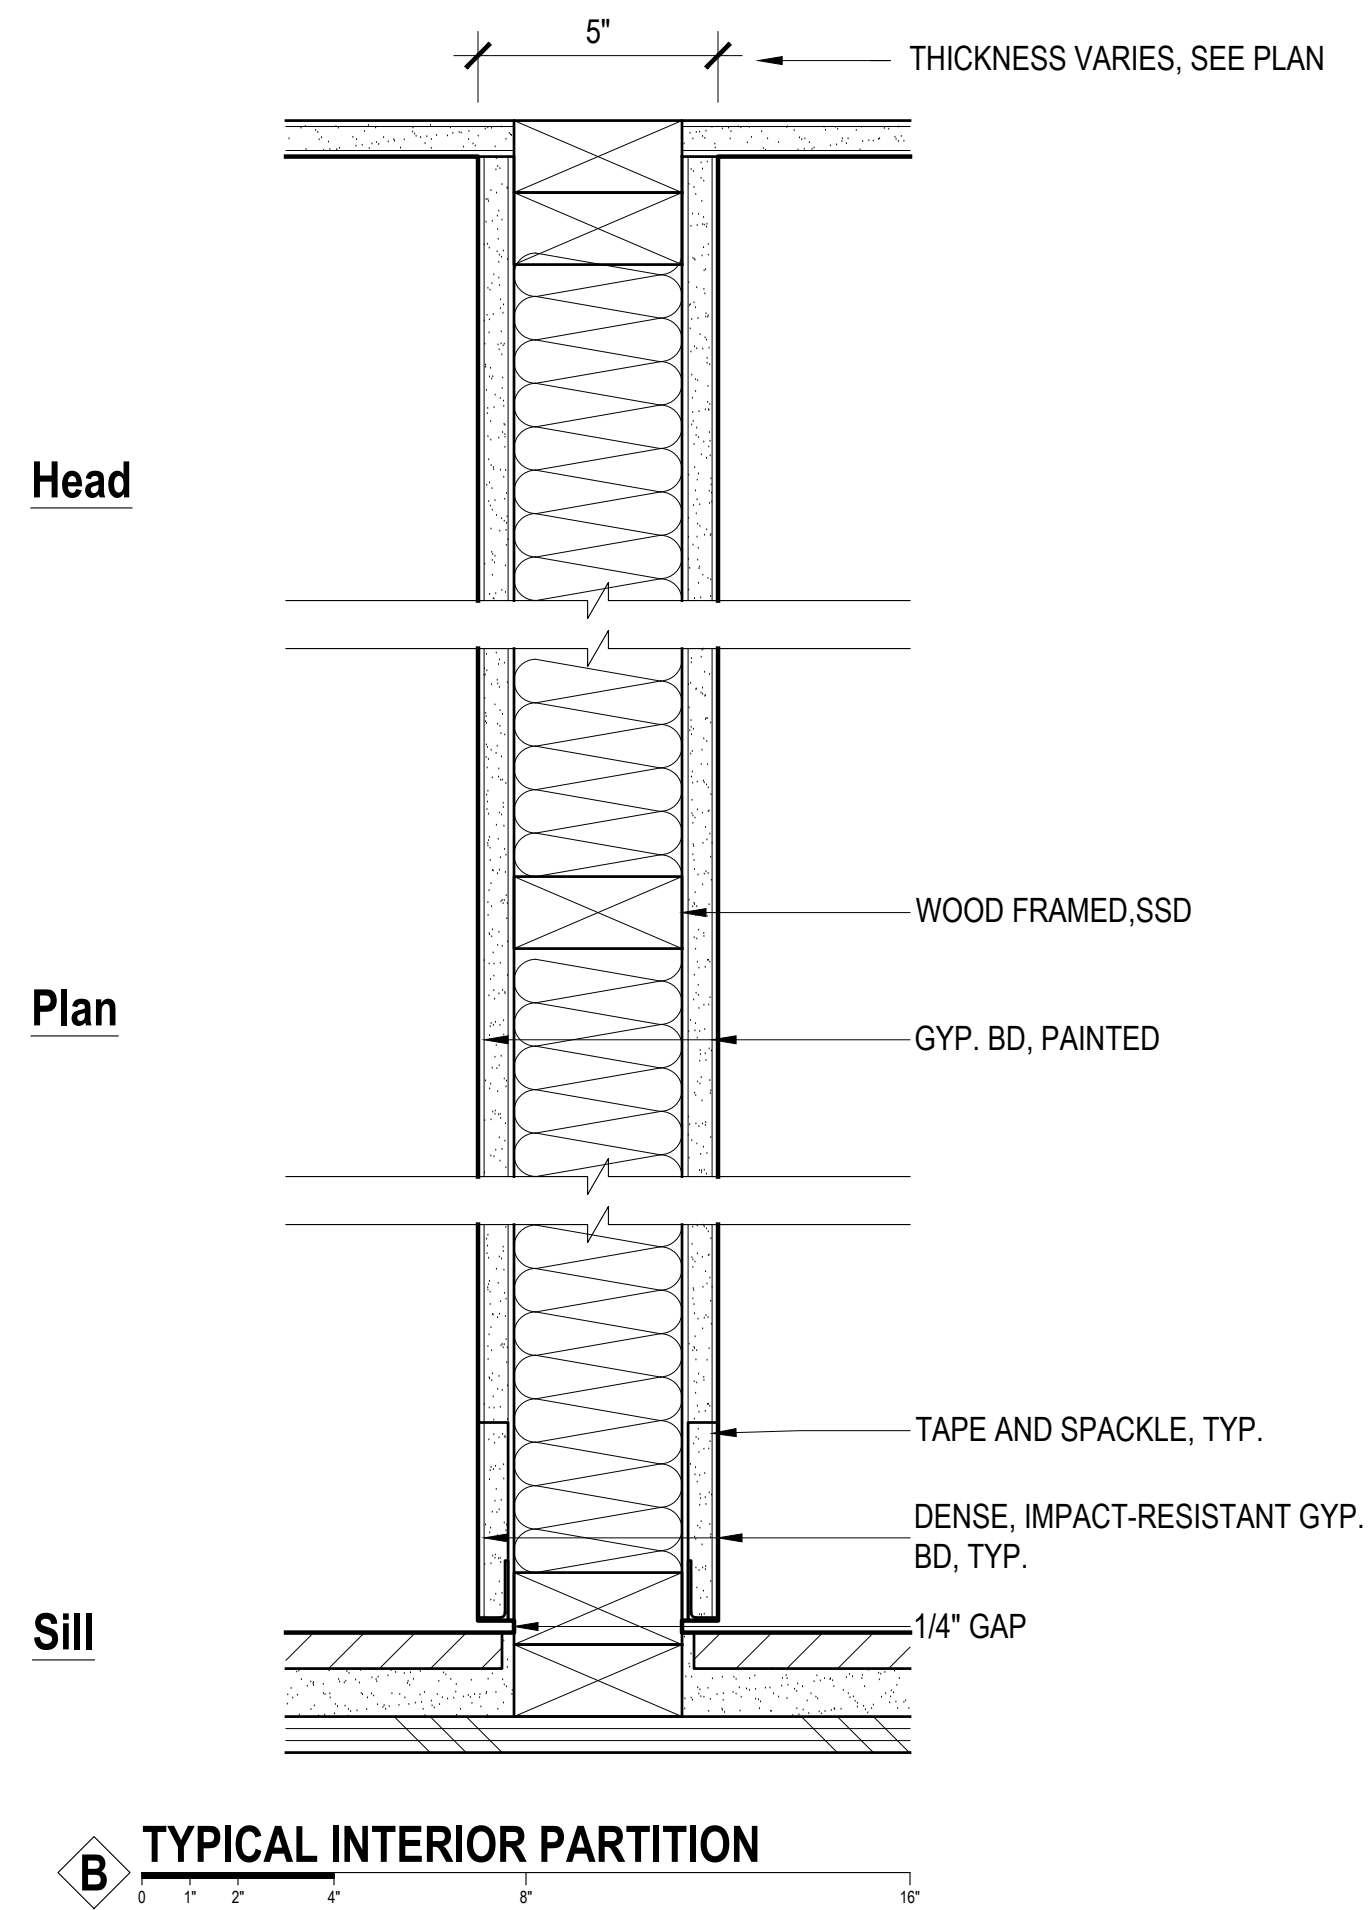 5"
THICKNESS VARIES, SEE PLAN
Head
WOOD FRAMED,SSD
Plan
GYP. BD, PAINTED
TAPE AND SPACKLE, TYP.
DENSE, IMPACT-RESISTANT GYP.
BD, TYP.
Sill
1/4" GAP
B
TYPICAL INTERIOR PARTITION
0 1" 2" 4" 8" 16"